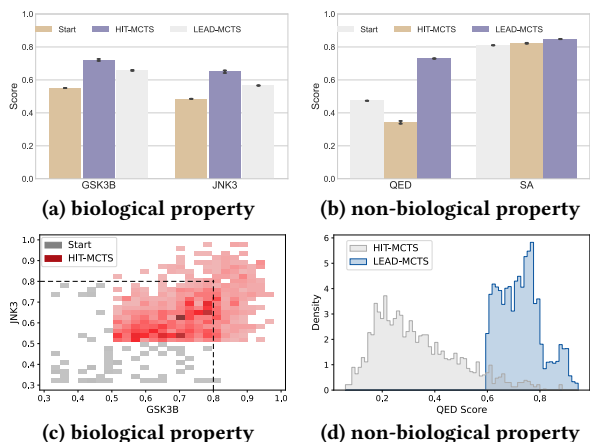 Start HIT-MCTS LEAD-MCTS
1.0
0.8
0.6
0.4
0.2
0.0
Score
GSK3B JNK3
(a) biological property
Start HIT-MCTS LEAD-MCTS
1.0
0.8
0.6
0.4
0.2
0.0
Score
QED SA
(b) non-biological property
Start
HIT-MCTS
1.0
0.9
0.8
0.7
0.6
0.5
0.4
0.3
JNK3
0.3 0.4 0.5 0.6 0.7 0.8 0.9 1.0
GSK3B
(c) biological property
HIT-MCTS
LEAD-MCTS
6
5
4
3
2
1
0
Density
0.2 0.4 0.6 0.8
QED Score
(d) non-biological property